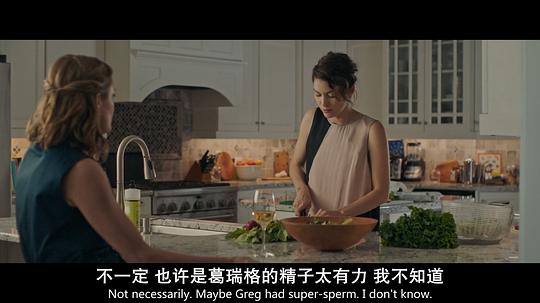 不一定 也许是葛瑞格的精子太有力 我不知道
Not necessarily. Maybe Greg had super-sperm. I don't know.